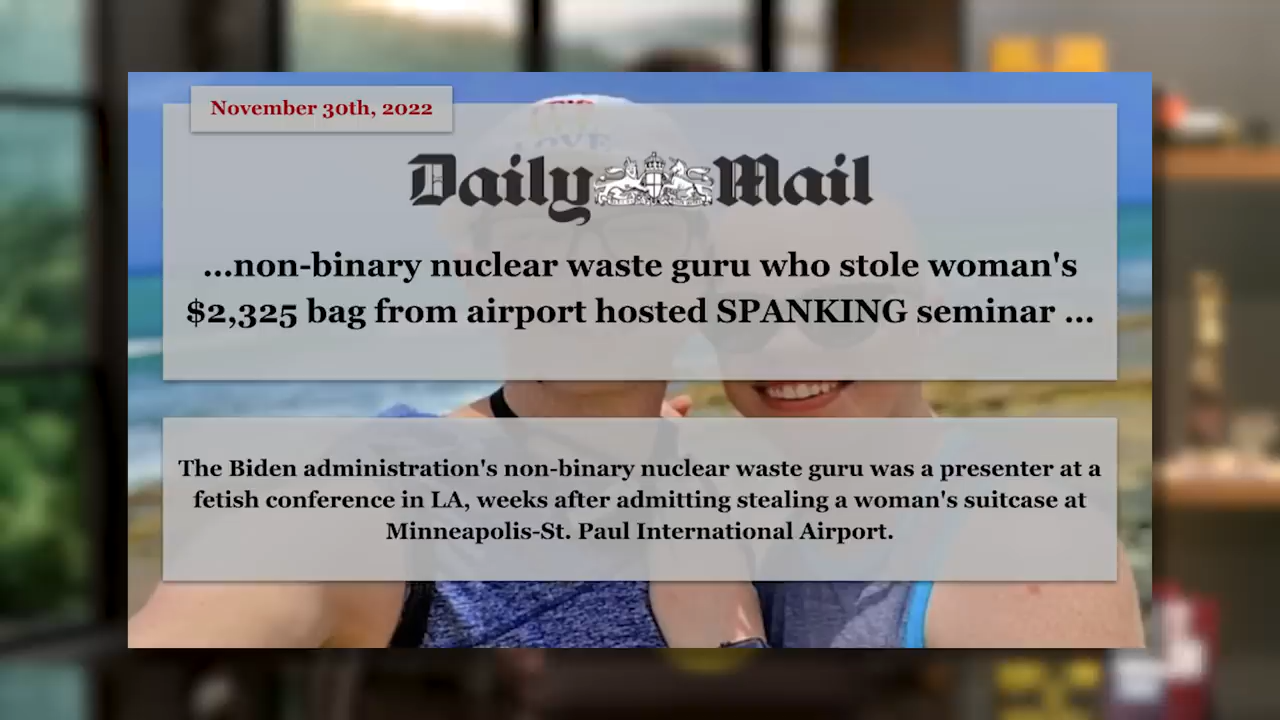 November 30th, 2022
LOVE
Daily Mail
...non-binary nuclear waste guru who stole woman's
$2,325 bag from airport hosted SPANKING seminar ...
The Biden administration's non-binary nuclear waste guru was a presenter at a
fetish conference in LA, weeks after admitting stealing a woman's suitcase at
Minneapolis-St. Paul International Airport.